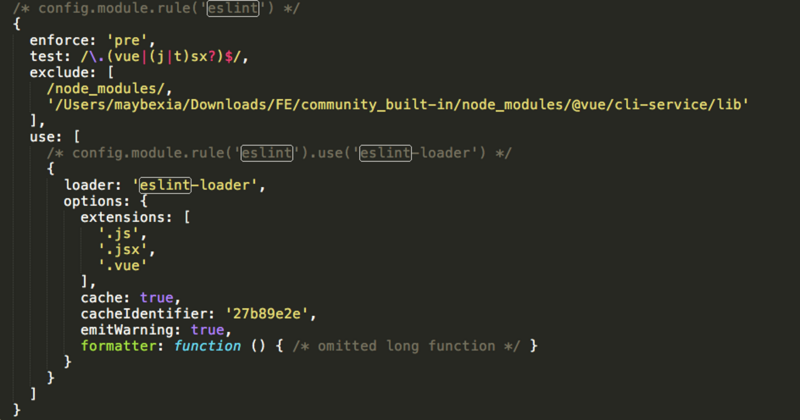 /* config.module.rule('eslint') */
{
  enforce: 'pre',
  test: /\.(vue|(j|t)sx?)$/,
  exclude: [
    /node_modules/,
    '/Users/maybexia/Downloads/FE/community_built-in/node_modules/@vue/cli-service/lib'
  ],
  use: [
    /* config.module.rule('eslint').use('eslint-loader') */
    {
      loader: 'eslint-loader',
      options: {
        extensions: [
          '.js',
          '.jsx',
          '.vue'
        ],
        cache: true,
        cacheIdentifier: '27b89e2e',
        emitWarning: true,
        formatter: function () { /* omitted long function */ }
      }
    }
  ]
}